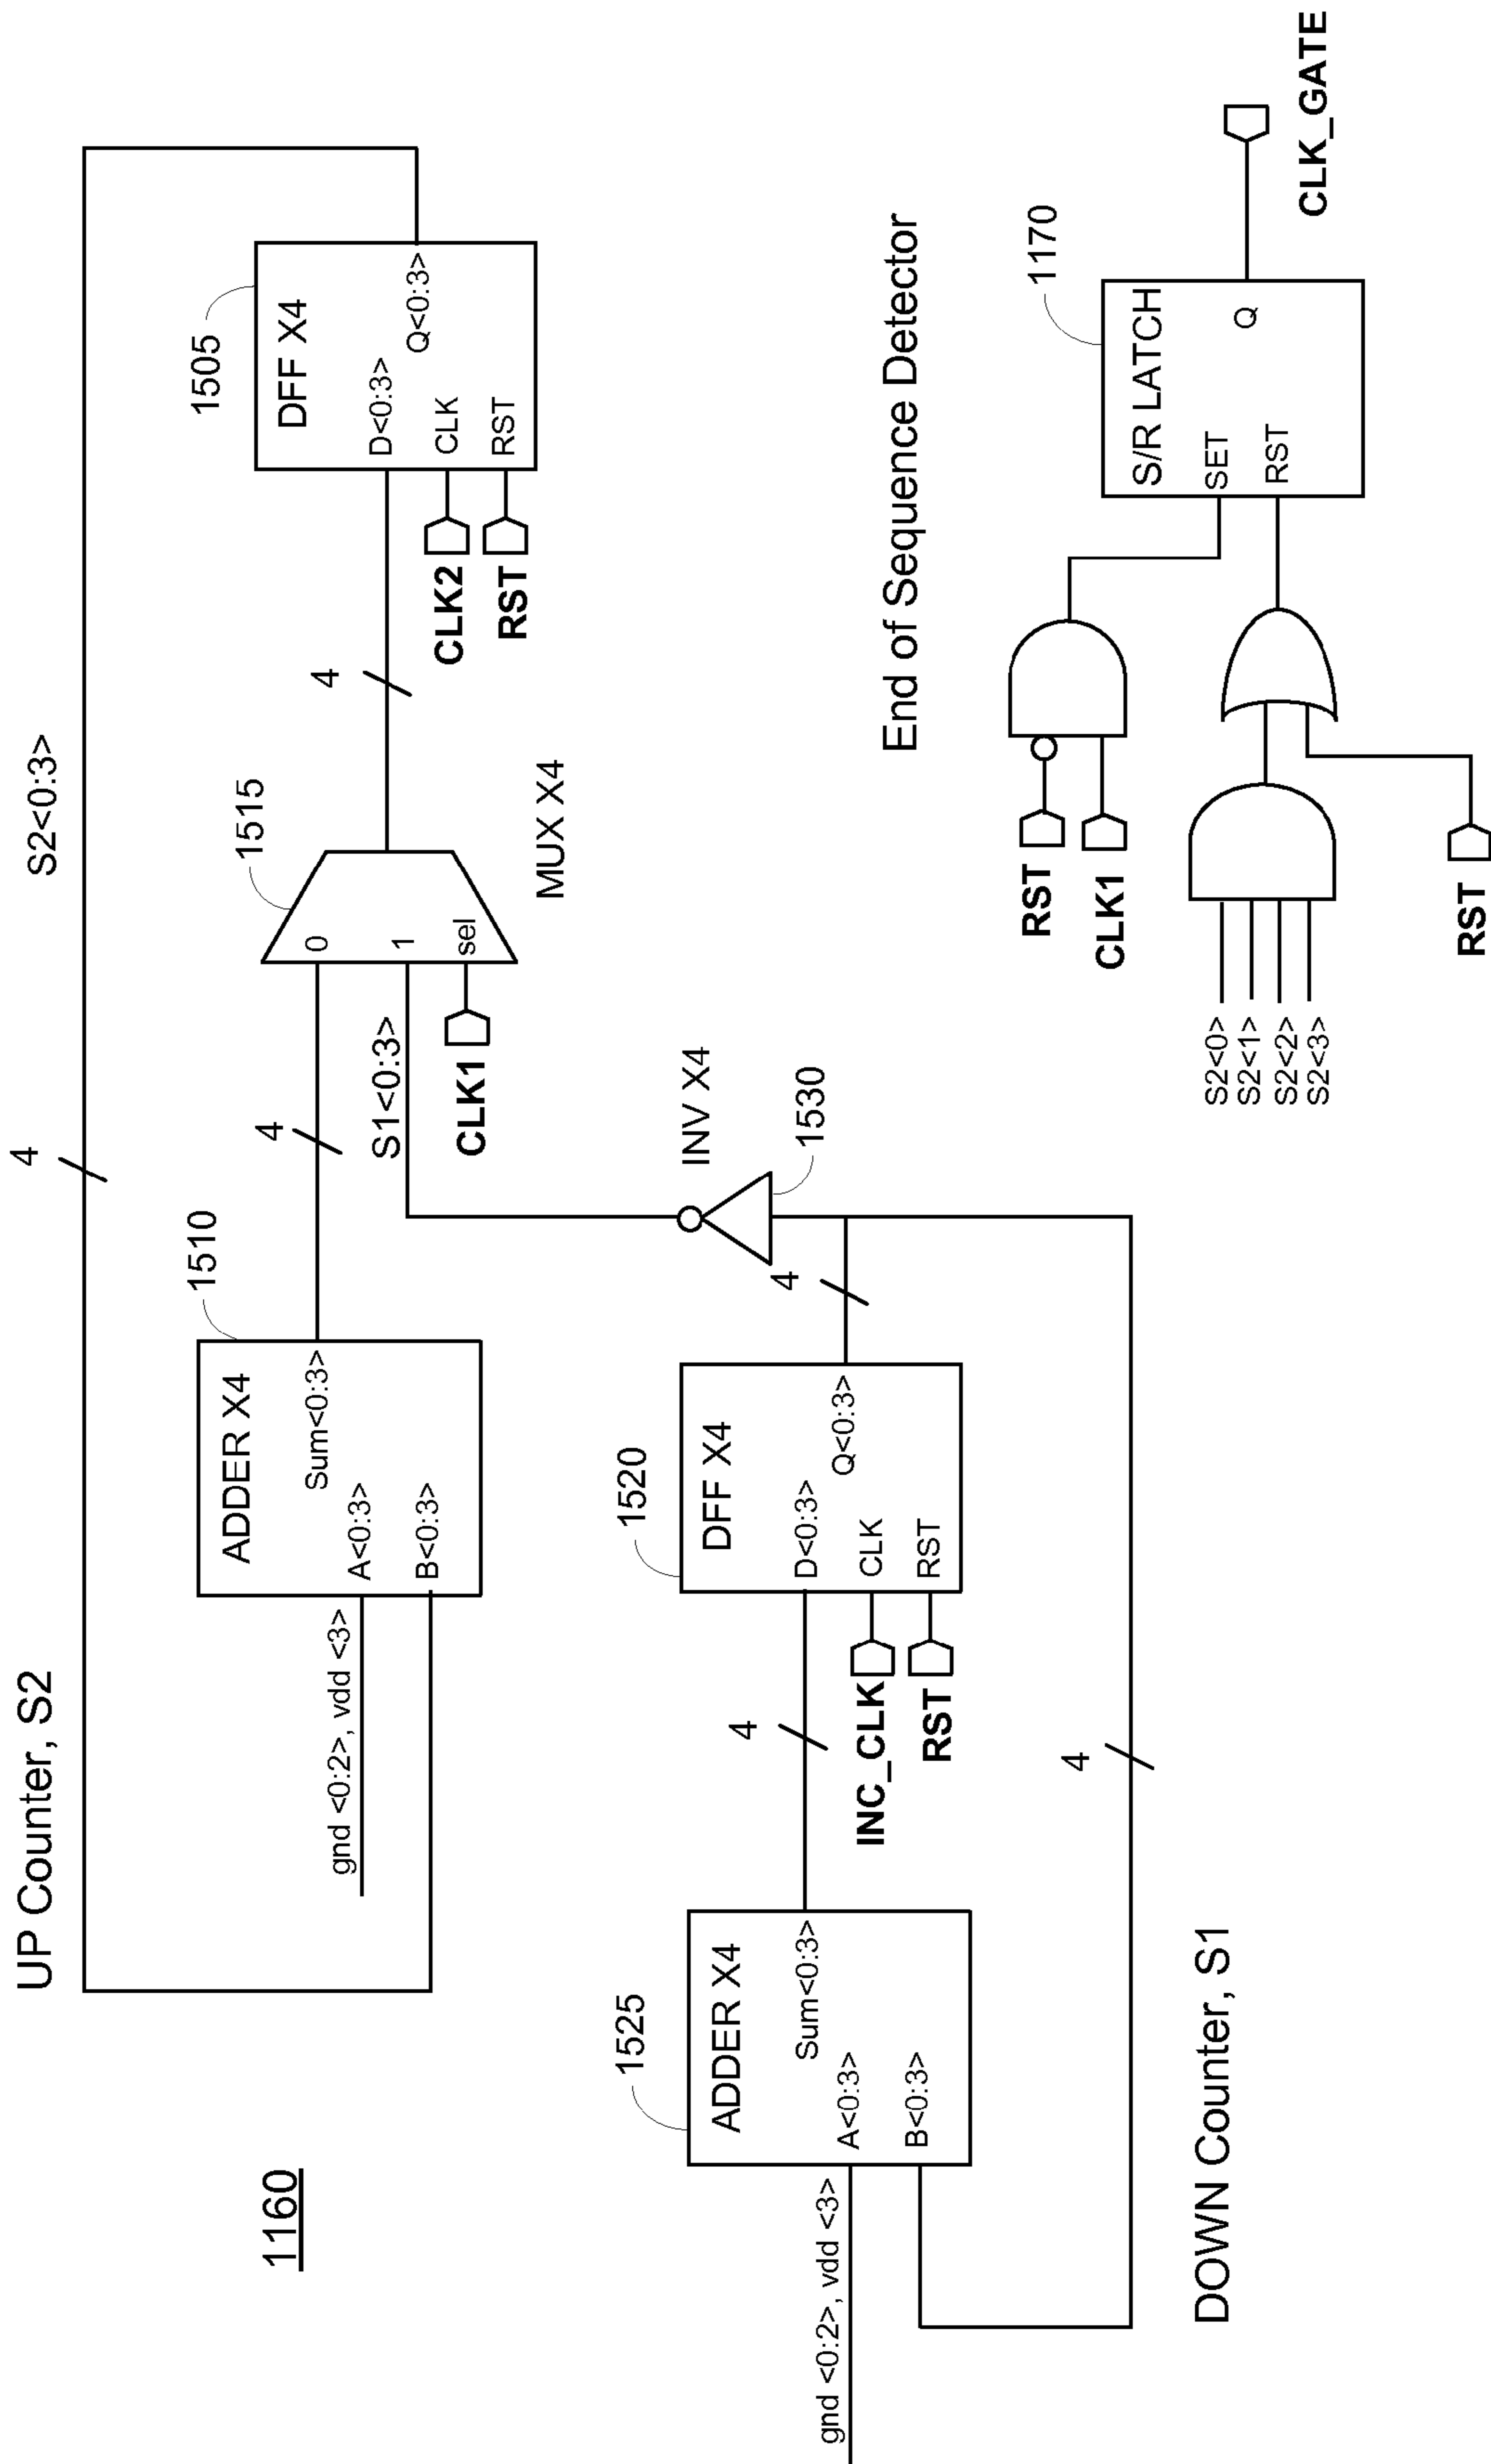 UP Counter, S2
4
S2<0:3>
1160
1510
ADDER X4
Sum<0:3>
A<0:3>
B<0:3>
gnd <0:2>, vdd <3>
4
S1<0:3>
CLK1
1515
0
1
sel
MUX X4
4
1505
DFF X4
D<0:3>
Q<0:3>
CLK
RST
CLK2
RST
1525
ADDER X4
Sum<0:3>
A<0:3>
B<0:3>
gnd <0:2>, vdd <3>
4
1520
DFF X4
D<0:3>
Q<0:3>
CLK
RST
INC_CLK
RST
4
INV X4
1530
4
DOWN Counter, S1
End of Sequence Detector
RST
CLK1
S2<0>
S2<1>
S2<2>
S2<3>
RST
1170
S/R LATCH
SET
Q
RST
CLK_GATE